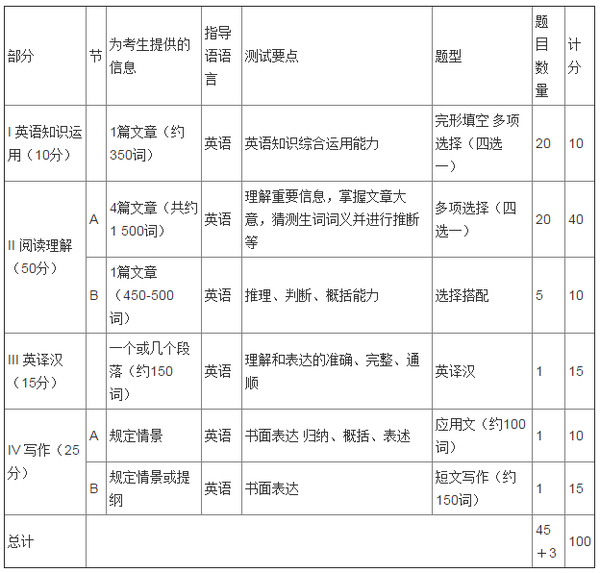 部分 节 为考生提供的信息 指导语语言 测试要点 题型 题目数量 计分
I 英语知识运用（10分） 1篇文章（约350词） 英语 英语知识综合运用能力 完形填空 多项选择（四选一） 20 10
II 阅读理解（50分） A 4篇文章（共约1 500词） 英语 理解重要信息，掌握文章大意，猜测生词词义并进行推断等 多项选择（四选一） 20 40
B 1篇文章（450-500词） 英语 推理、判断、概括能力 选择搭配 5 10
III 英译汉（15分） 一个或几个段落（约150词） 英语 理解和表达的准确、完整、通顺 英译汉 1 15
IV 写作（25分） A 规定情景 英语 书面表达 归纳、概括、表述 应用文（约100词） 1 10
B 规定情景或提纲 英语 书面表达 短文写作（约150词） 1 15
总计 45＋3 100